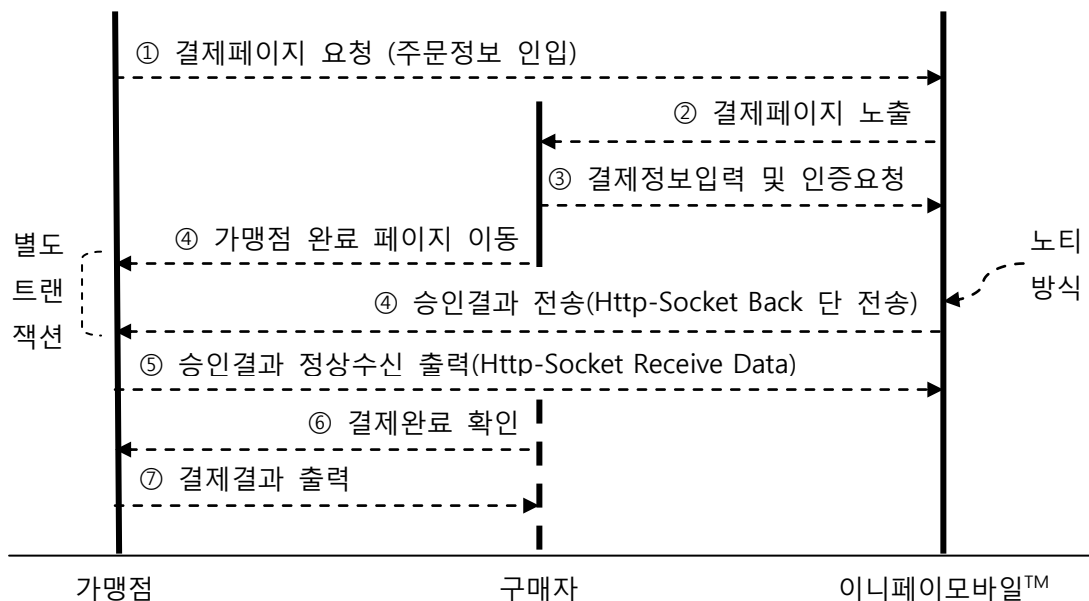 ① 결제페이지 요청 (주문정보 인입)
② 결제페이지 노출
③ 결제정보입력 및 인증요청
④ 가맹점 완료 페이지 이동
별도
트랜
잭션
노티
방식
④ 승인결과 전송(Http-Socket Back 단 전송)
⑤ 승인결과 정상수신 출력(Http-Socket Receive Data)
⑥ 결제완료 확인
⑦ 결제결과 출력
가맹점
구매자
이니페이모바일™